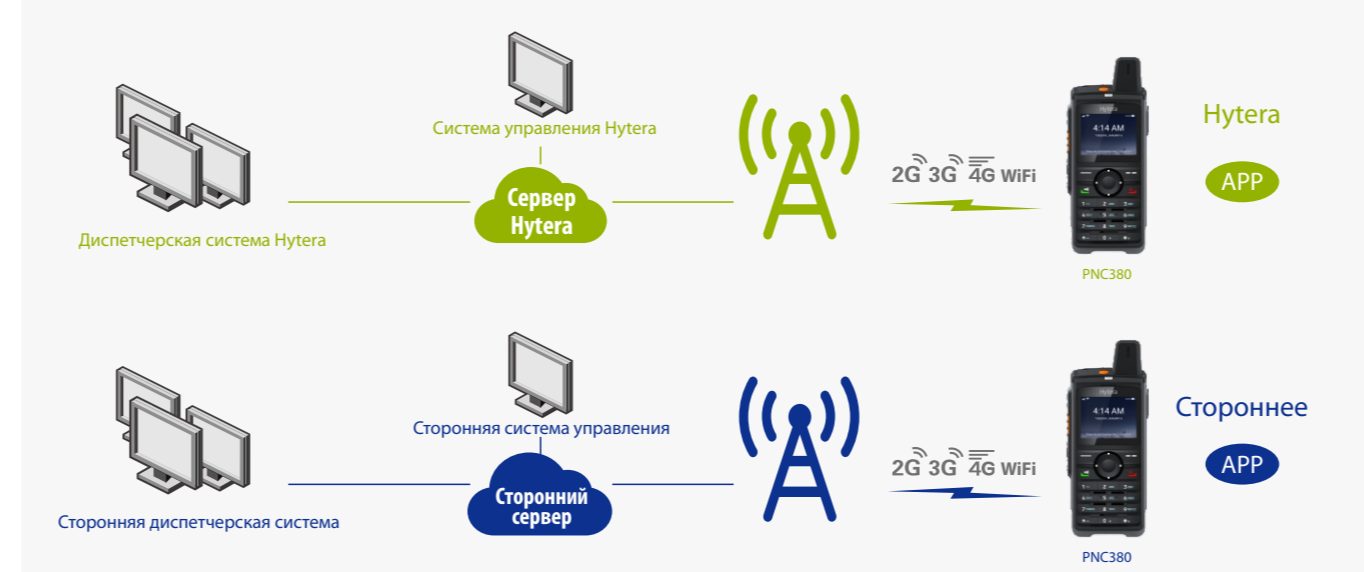 Система управления Hytera
Hytera
Hytera
4:14 AM
2G 3G 4G WiFi
APP
Сервер
Hytera
Диспетчерская система Hytera
PNC380
Сторонняя система управления
Hytera
4:14 AM
Стороннее
2G 3G 4G WiFi
APP
Сторонний
сервер
Сторонняя диспетчерская система
PNC380